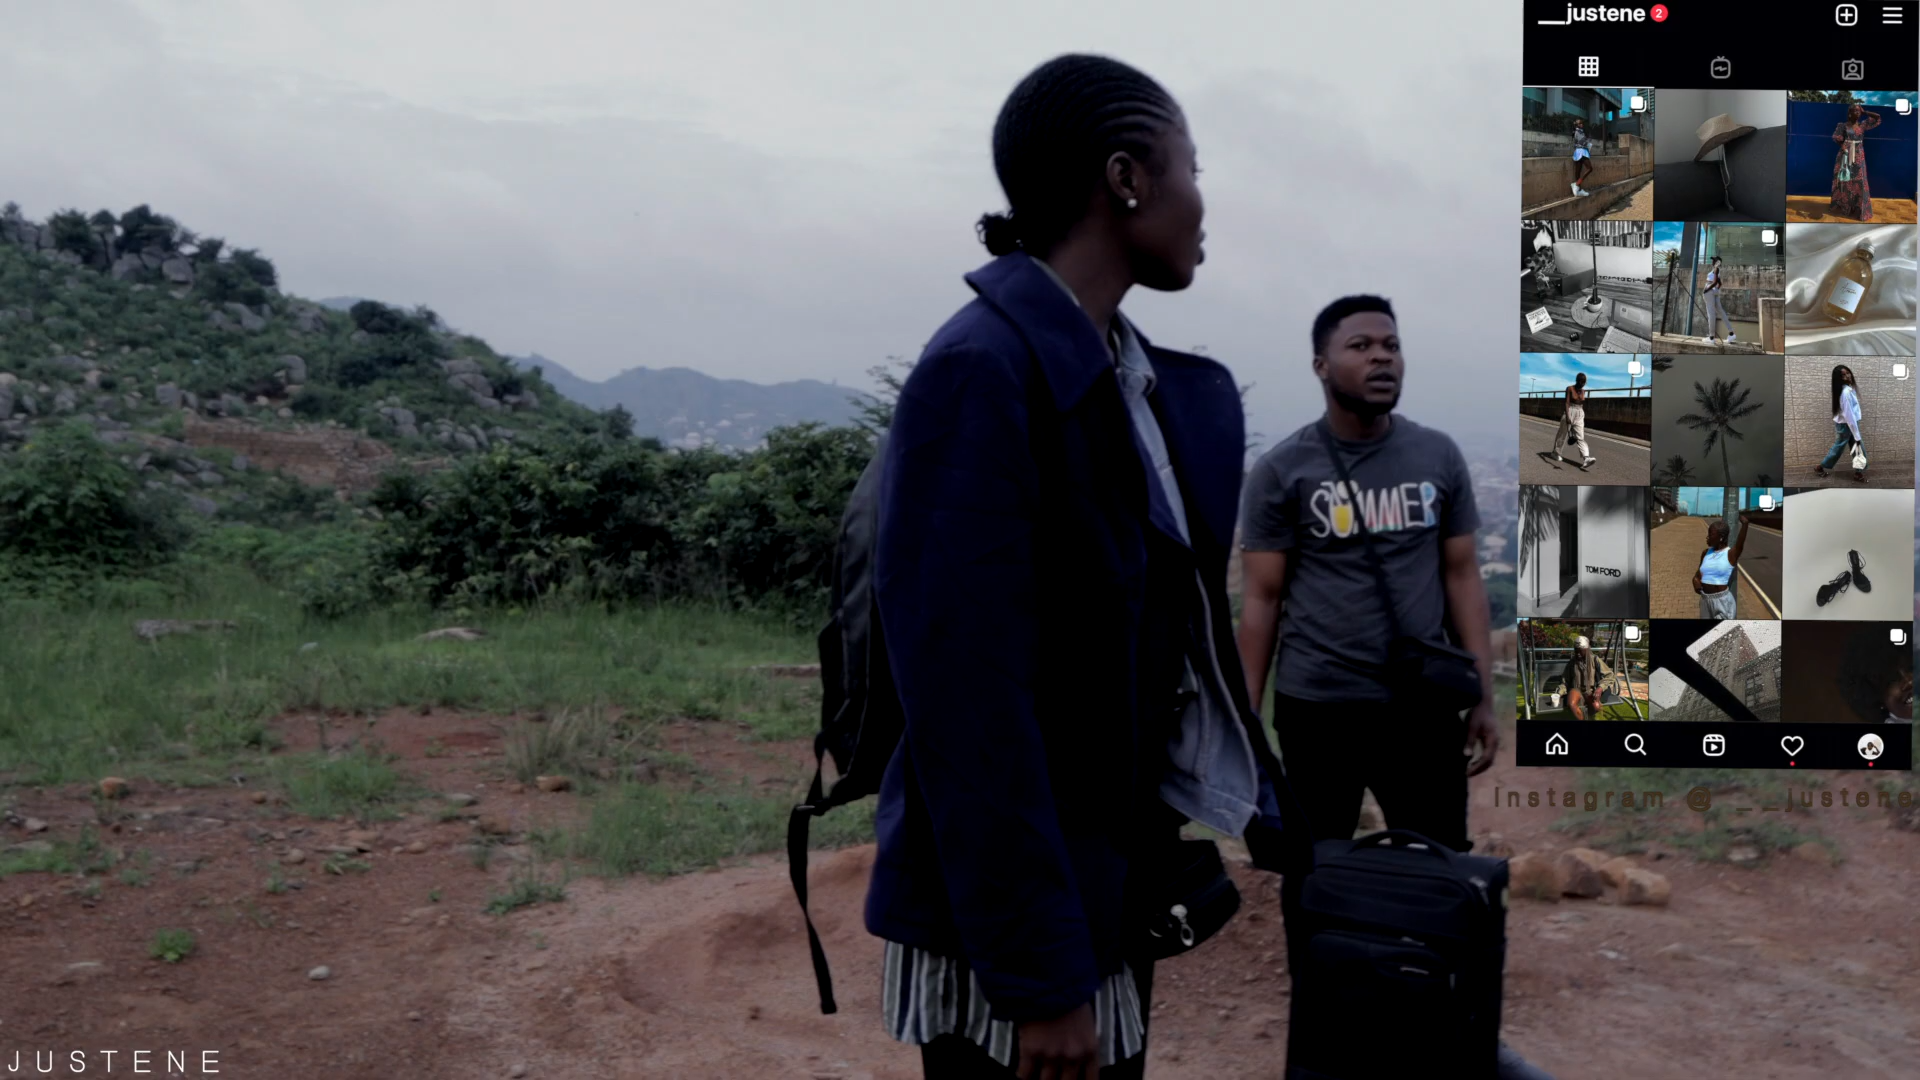 __justene 2
SUMMER
TOM FORD
Instagram @ __justene
JUSTENE